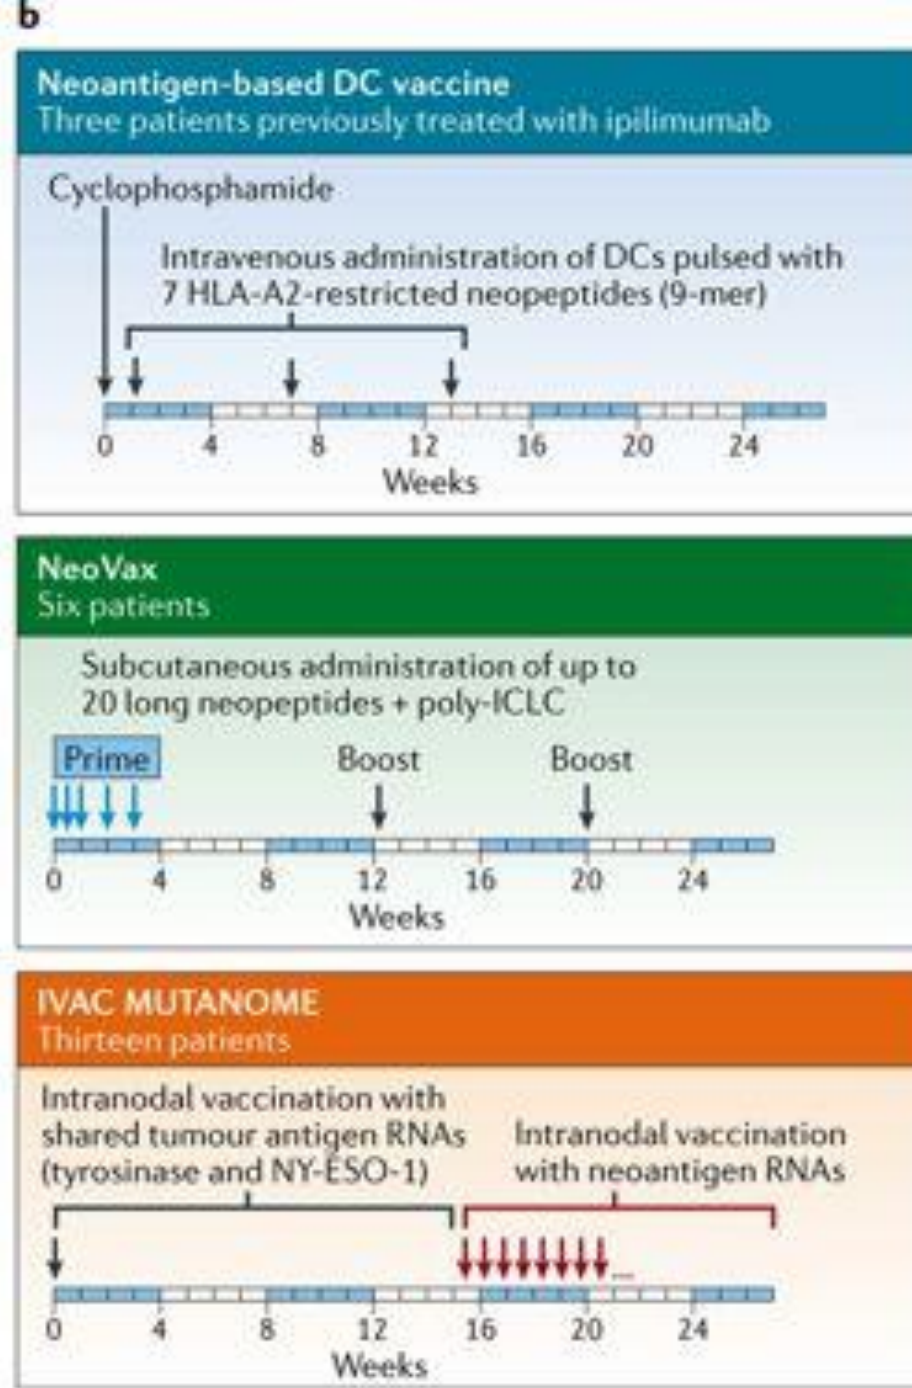 b
Neoantigen-based DC vaccine
Three patients previously treated with ipilimumab
Cyclophosphamide
Intravenous administration of DCs pulsed with
7 HLA-A2-restricted neopeptides (9-mer)
0 4 8 12 16 20 24
Weeks
NeoVax
Six patients
Subcutaneous administration of up to
20 long neopeptides + poly-ICLC
Prime Boost Boost
0 4 8 12 16 20 24
Weeks
IVAC MUTANOME
Thirteen patients
Intranodal vaccination with
shared tumour antigen RNAs
(tyrosinase and NY-ESO-1)
Intranodal vaccination
with neoantigen RNAs
...
0 4 8 12 16 20 24
Weeks